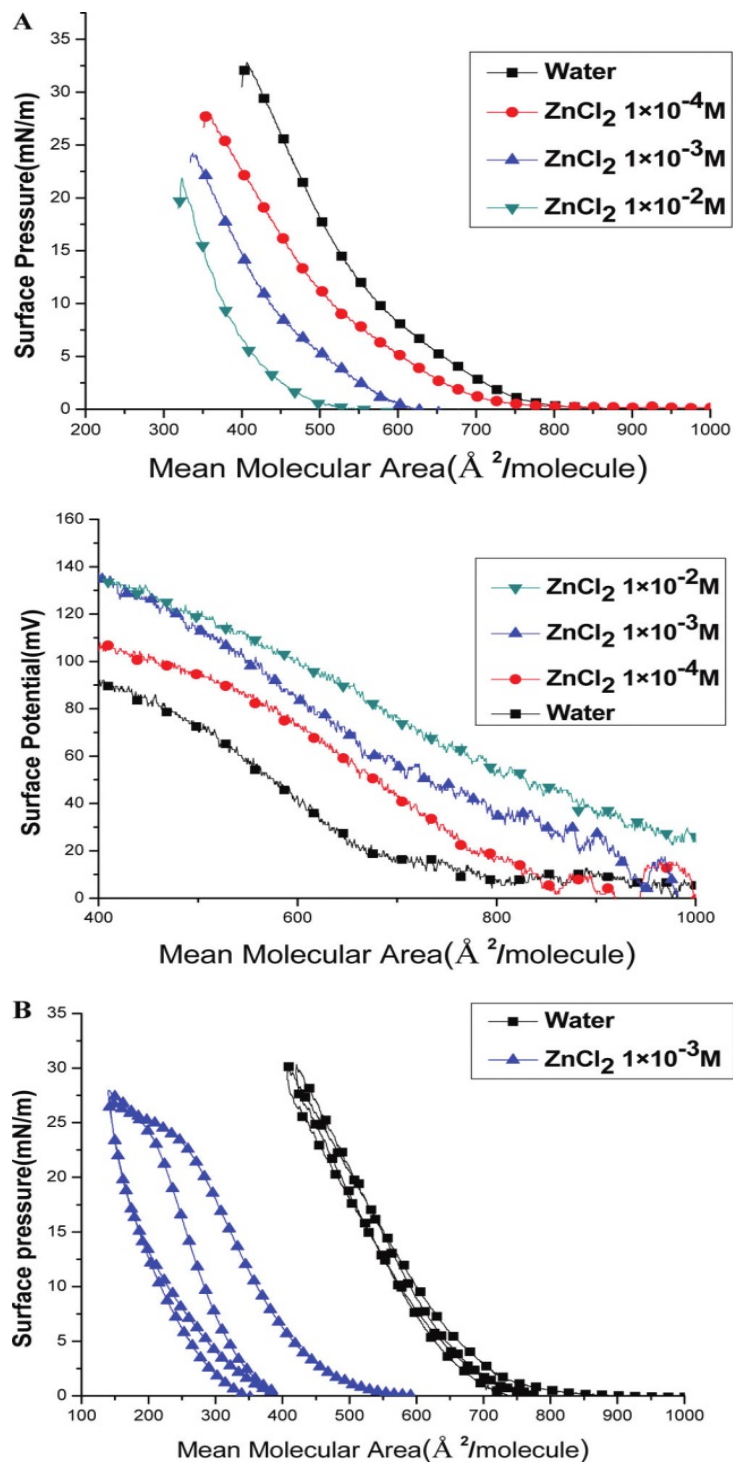 A
Surface Pressure(mN/m)
35
30
25
20
15
10
5
0
200 300 400 500 600 700 800 900 1000
Mean Molecular Area(Å ²/molecule)
Water
ZnCl₂ 1×10⁻⁴M
ZnCl₂ 1×10⁻³M
ZnCl₂ 1×10⁻²M
Surface Potential(mV)
160
140
120
100
80
60
40
20
0
400 600 800 1000
Mean Molecular Area(Å ²/molecule)
ZnCl₂ 1×10⁻²M
ZnCl₂ 1×10⁻³M
ZnCl₂ 1×10⁻⁴M
Water
B
Surface pressure(mN/m)
35
30
25
20
15
10
5
0
100 200 300 400 500 600 700 800 900 1000
Mean Molecular Area(Å ²/molecule)
Water
ZnCl₂ 1×10⁻³M